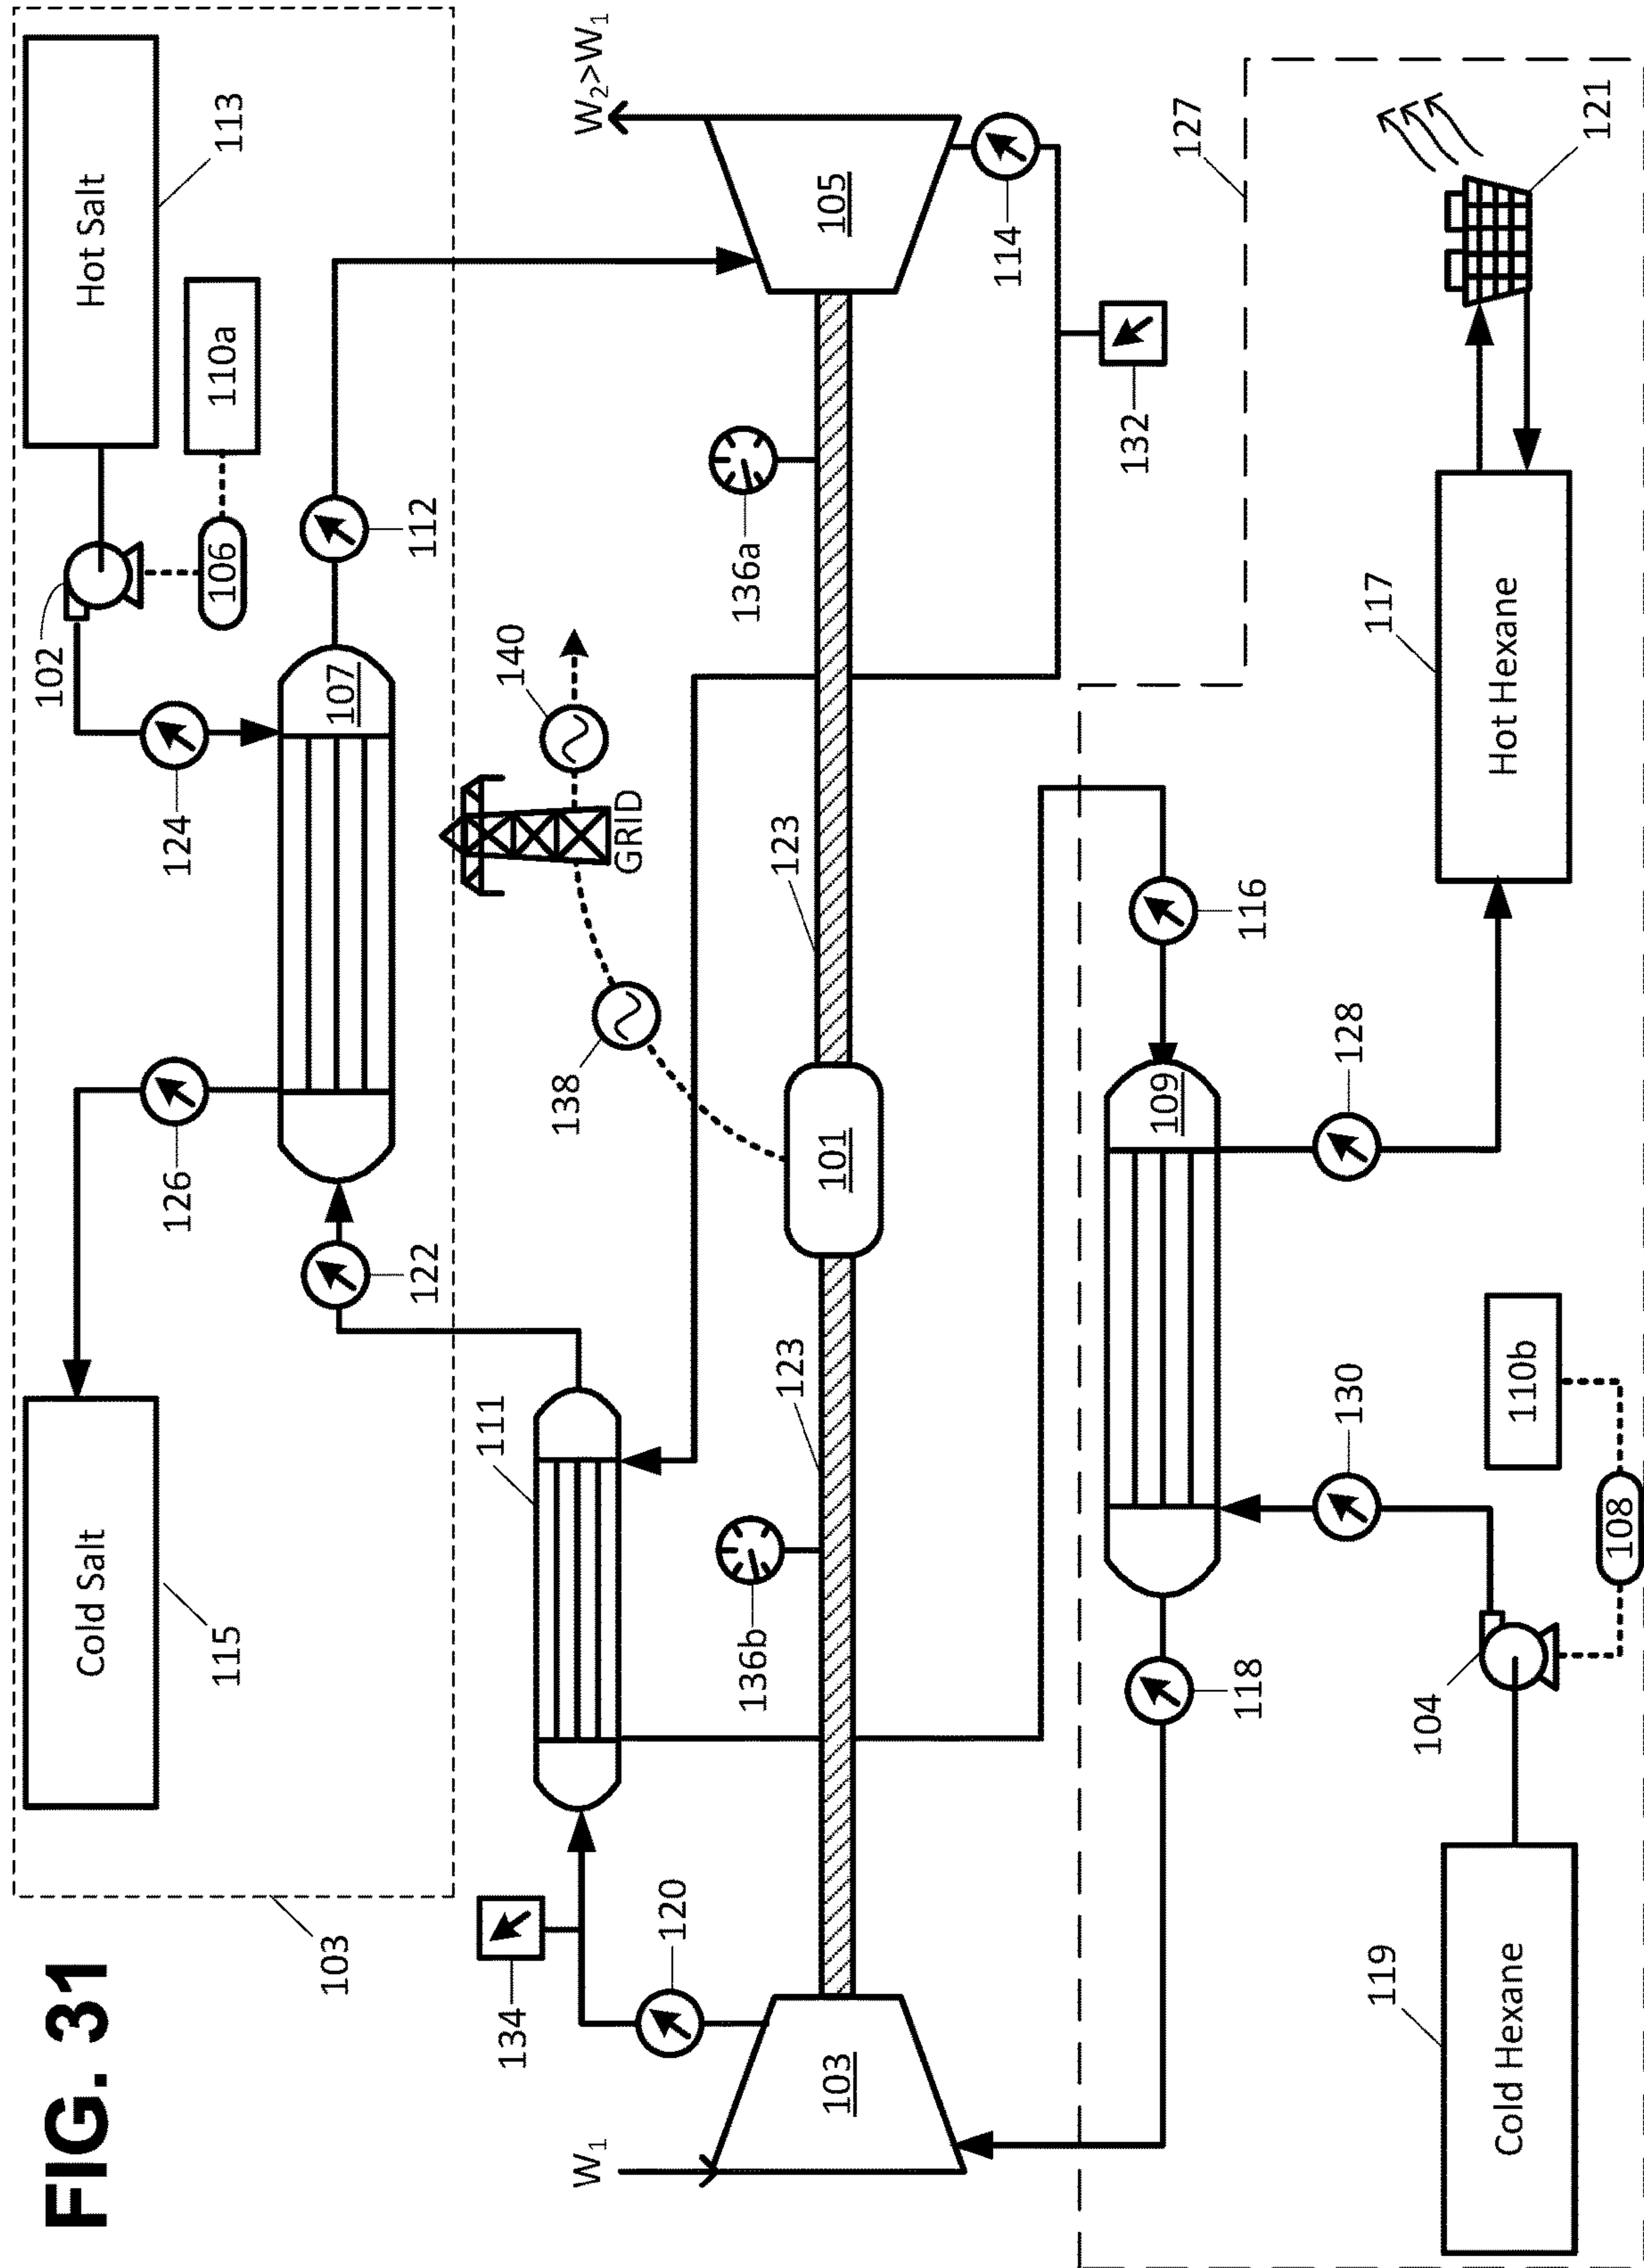 FIG. 31
Hot Salt
113
110a
106
102
124
107
112
126
122
Cold Salt
115
103
W₂>W₁
105
114
132
136a
140
GRID
138
123
101
123
111
136b
134
120
103
W₁
127
121
117
Hot Hexane
116
109
128
130
110b
108
104
118
119
Cold Hexane